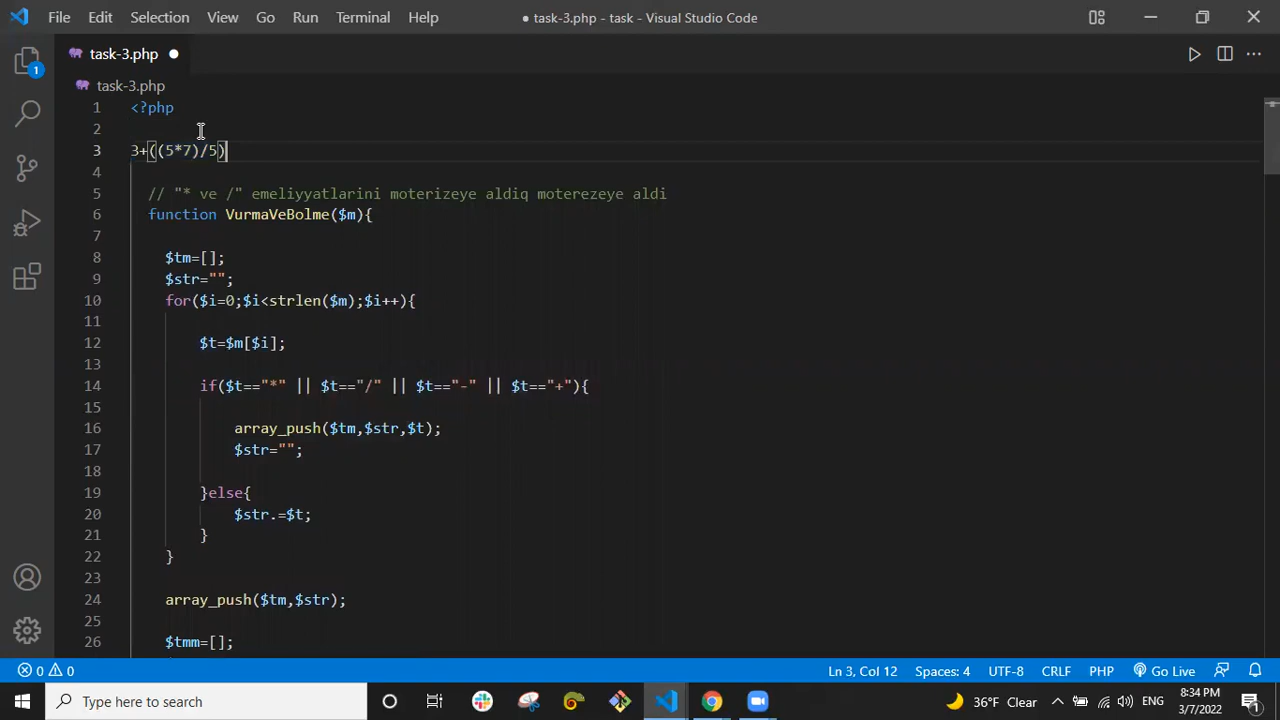 File Edit Selection View Go Run Terminal Help
● task-3.php - task - Visual Studio Code
task-3.php ●
task-3.php
1 <?php
2
3 3+((5*7)/5)
4
5 // "* ve /" emeliyyatlarini moterizeye aldiq moterezeye aldi
6 function VurmaVeBolme($m){
7
8 $tm=[];
9 $str="";
10 for($i=0;$i<strlen($m);$i++){
11
12 $t=$m[$i];
13
14 if($t=="*" || $t=="/" || $t=="-" || $t=="+"){
15
16 array_push($tm,$str,$t);
17 $str="";
18
19 }else{
20 $str.=$t;
21 }
22 }
23
24 array_push($tm,$str);
25
26 $tmm=[];
1
0 0 Ln 3, Col 12 Spaces: 4 UTF-8 CRLF PHP Go Live
Type here to search
36°F Clear ENG
8:34 PM
3/7/2022
1